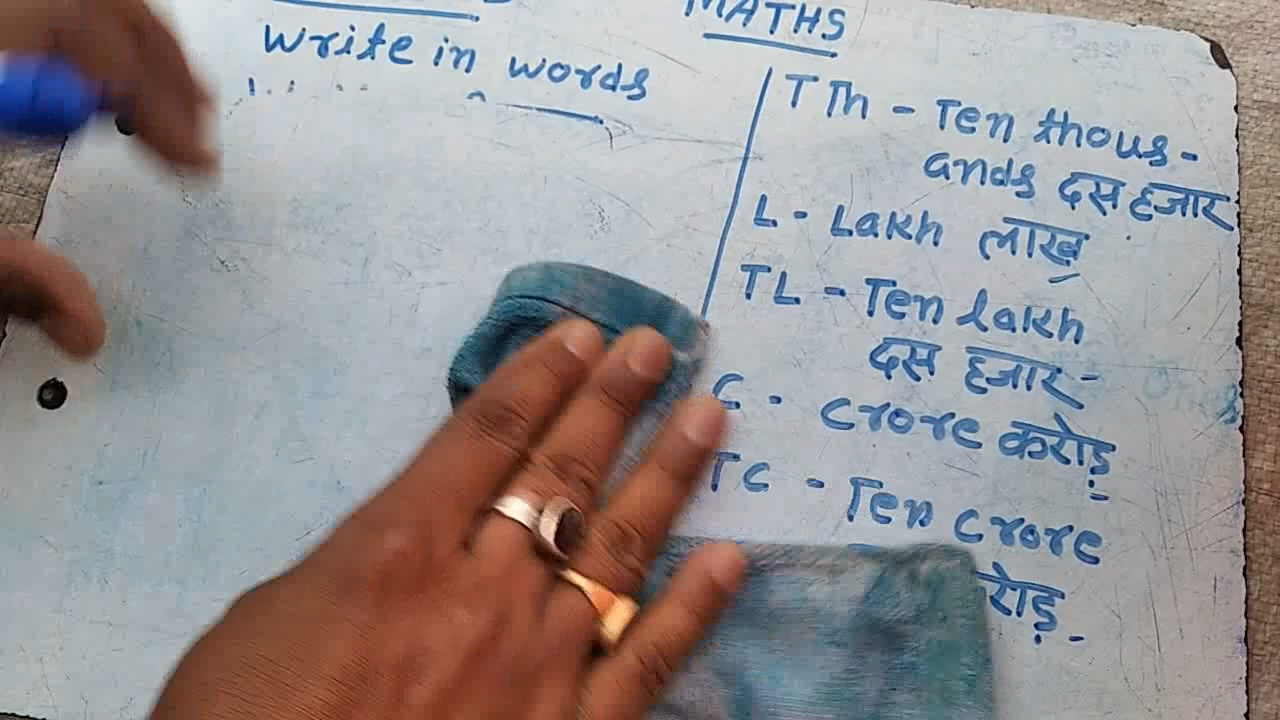 MATHS
Write in words
T Th - Ten thous-
ands दस हजार
L - Lakh लाख
TL - Ten lakh
दस हजार-
C - Crore करोड़
TC - Ten Crore
रोड़.